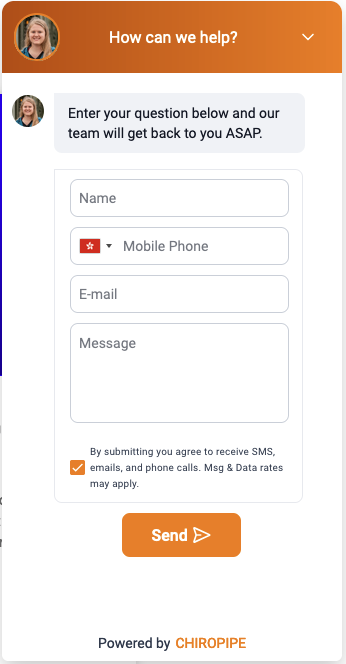 How can we help?
Enter your question below and our
team will get back to you ASAP.
Name
Mobile Phone
E-mail
Message
By submitting you agree to receive SMS,
emails, and phone calls. Msg & Data rates
may apply.
Send
Powered by CHIROPIPE